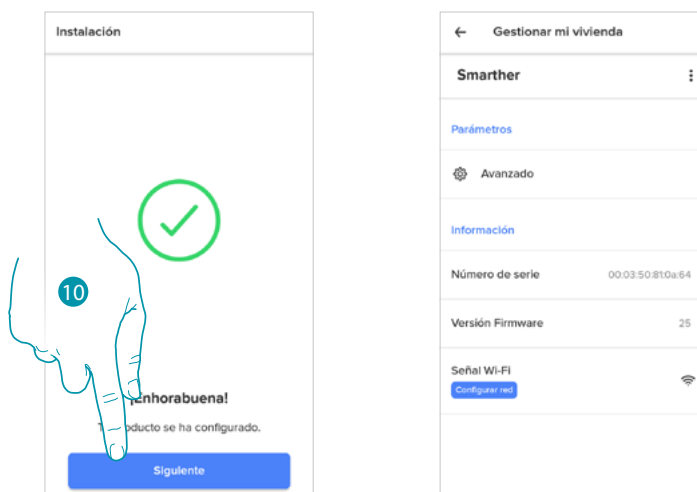 Instalación
10
¡Enhorabuena!
producto se ha configurado.
Siguiente
← Gestionar mi vivienda
Smarther
Parámetros
Avanzado
Información
Número de serie 00:03:50:81:0a:64
Versión Firmware 25
Señal Wi-Fi
Configurar red